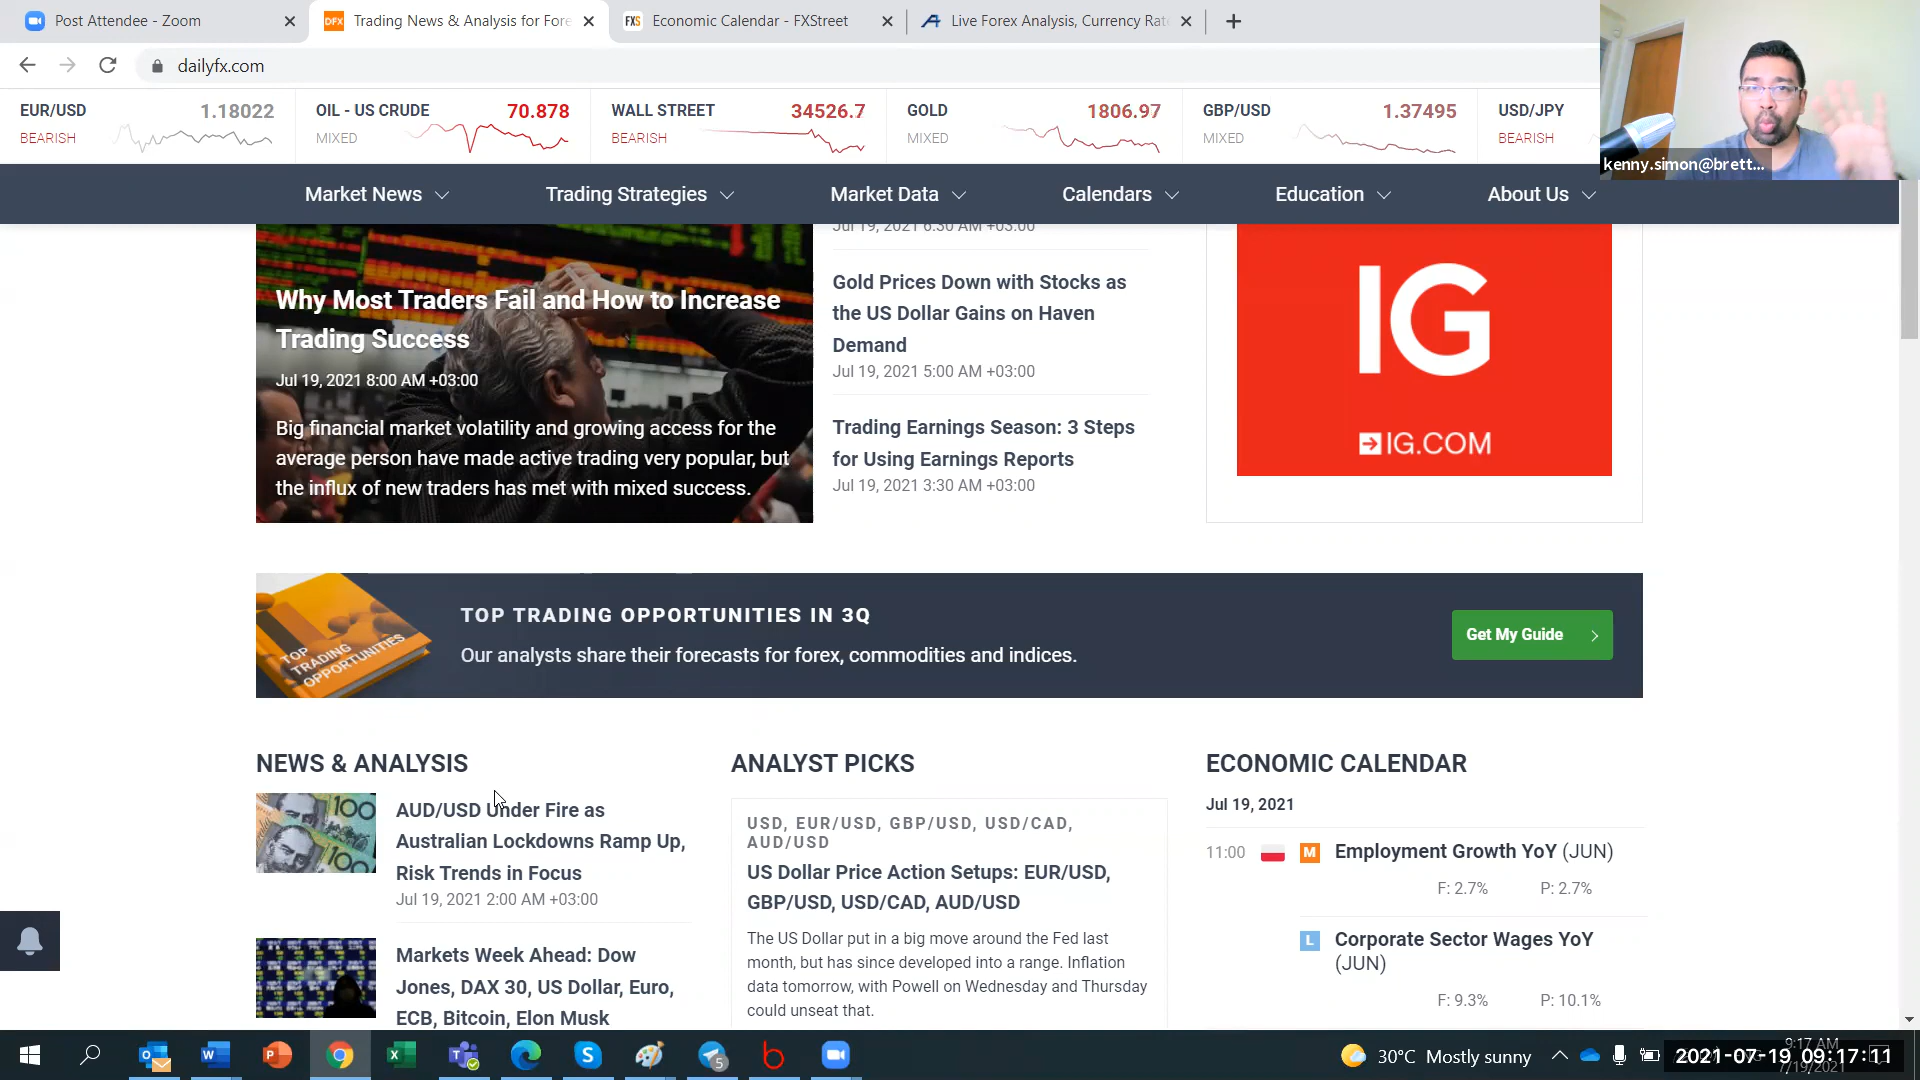 Post Attendee - Zoom
DFX Trading News & Analysis for Fore
FXS Economic Calendar - FXStreet
Live Forex Analysis, Currency Rate
dailyfx.com
EUR/USD 1.18022
BEARISH
OIL - US CRUDE 70.878
MIXED
WALL STREET 34526.7
BEARISH
GOLD 1806.97
MIXED
GBP/USD 1.37495
MIXED
USD/JPY
BEARISH
kenny.simon@brett...
Market News
Trading Strategies
Market Data
Calendars
Education
About Us
Why Most Traders Fail and How to Increase
Trading Success
Jul 19, 2021 8:00 AM +03:00
Big financial market volatility and growing access for the
average person have made active trading very popular, but
the influx of new traders has met with mixed success.
Jul 19, 2021 6:30 AM +03:00
Gold Prices Down with Stocks as
the US Dollar Gains on Haven
Demand
Jul 19, 2021 5:00 AM +03:00
Trading Earnings Season: 3 Steps
for Using Earnings Reports
Jul 19, 2021 3:30 AM +03:00
IG
IG.COM
TOP
TRADING
OPPORTUNITIES
TOP TRADING OPPORTUNITIES IN 3Q
Our analysts share their forecasts for forex, commodities and indices.
Get My Guide
NEWS & ANALYSIS
AUD/USD Under Fire as
Australian Lockdowns Ramp Up,
Risk Trends in Focus
Jul 19, 2021 2:00 AM +03:00
Markets Week Ahead: Dow
Jones, DAX 30, US Dollar, Euro,
ECB, Bitcoin, Elon Musk
ANALYST PICKS
USD, EUR/USD, GBP/USD, USD/CAD,
AUD/USD
US Dollar Price Action Setups: EUR/USD,
GBP/USD, USD/CAD, AUD/USD
The US Dollar put in a big move around the Fed last
month, but has since developed into a range. Inflation
data tomorrow, with Powell on Wednesday and Thursday
could unseat that.
ECONOMIC CALENDAR
Jul 19, 2021
11:00 M Employment Growth YoY (JUN)
F: 2.7% P: 2.7%
L Corporate Sector Wages YoY
(JUN)
F: 9.3% P: 10.1%
30°C Mostly sunny
9:17 AM
7/19/2021
2021-07-19 09:17:11